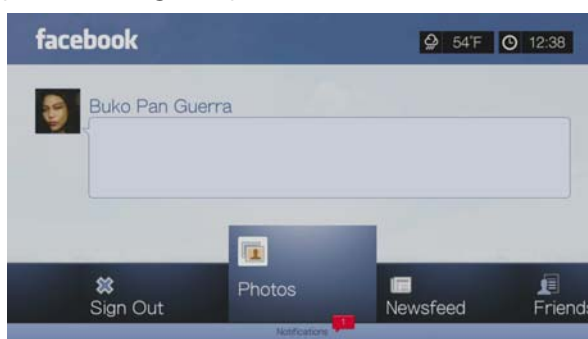 facebook
54°F 12:38
Buko Pan Guerra
Sign Out
Photos
Newsfeed
Friends
Notifications 1